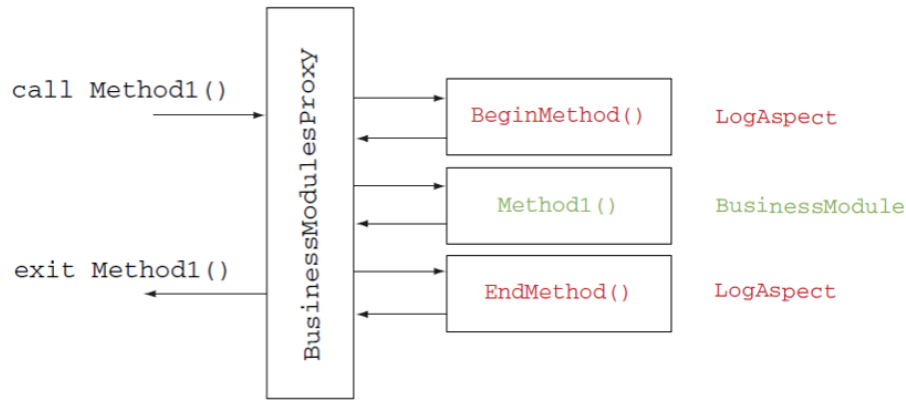 call Method1()
exit Method1()
BusinessModulesProxy
BeginMethod()
LogAspect
Method1()
BusinessModule
EndMethod()
LogAspect